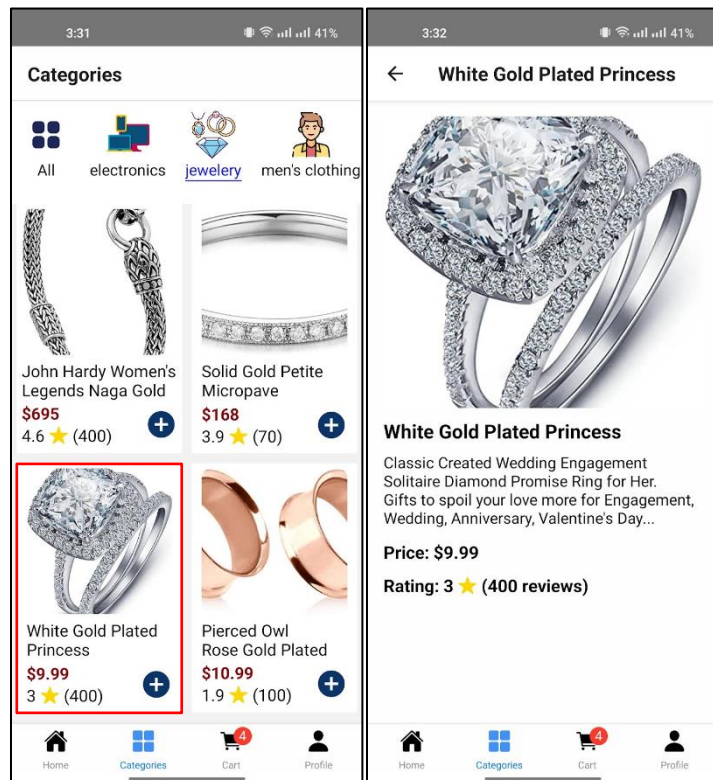 3:31
41%
Categories
All
electronics
jewelery
men's clothing
John Hardy Women's
Legends Naga Gold
$695
4.6 ⭐ (400)
Solid Gold Petite
Micropave
$168
3.9 ⭐ (70)
White Gold Plated
Princess
$9.99
3 ⭐ (400)
Pierced Owl
Rose Gold Plated
$10.99
1.9 ⭐ (100)
Home
Categories
4
Cart
Profile
3:32
41%
White Gold Plated Princess
White Gold Plated Princess
Classic Created Wedding Engagement
Solitaire Diamond Promise Ring for Her.
Gifts to spoil your love more for Engagement,
Wedding, Anniversary, Valentine's Day...
Price: $9.99
Rating: 3 ⭐ (400 reviews)
Home
Categories
4
Cart
Profile